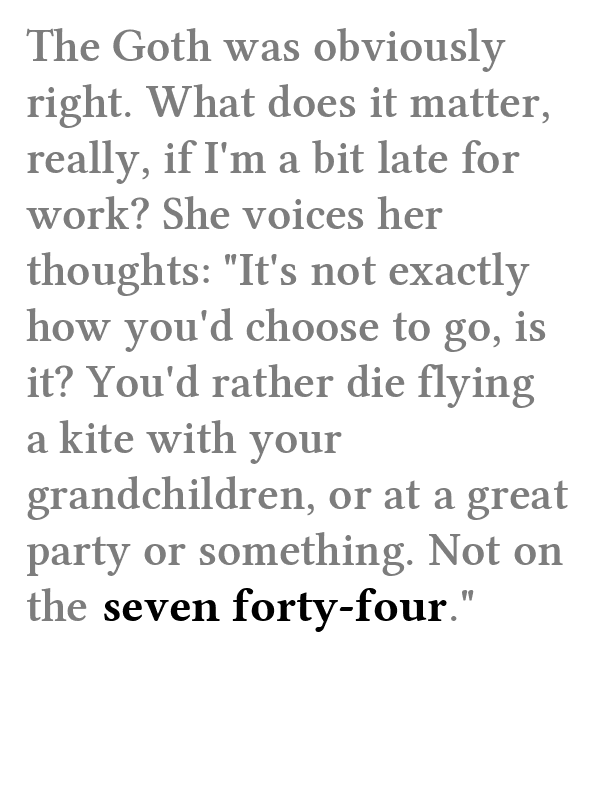 The Goth was obviously
right. What does it matter,
really, if I'm a bit late for
work? She voices her
thoughts: "It's not exactly
how you'd choose to go, is
it? You'd rather die flying
a kite with your
grandchildren, or at a great
party or something. Not on
the seven forty-four."